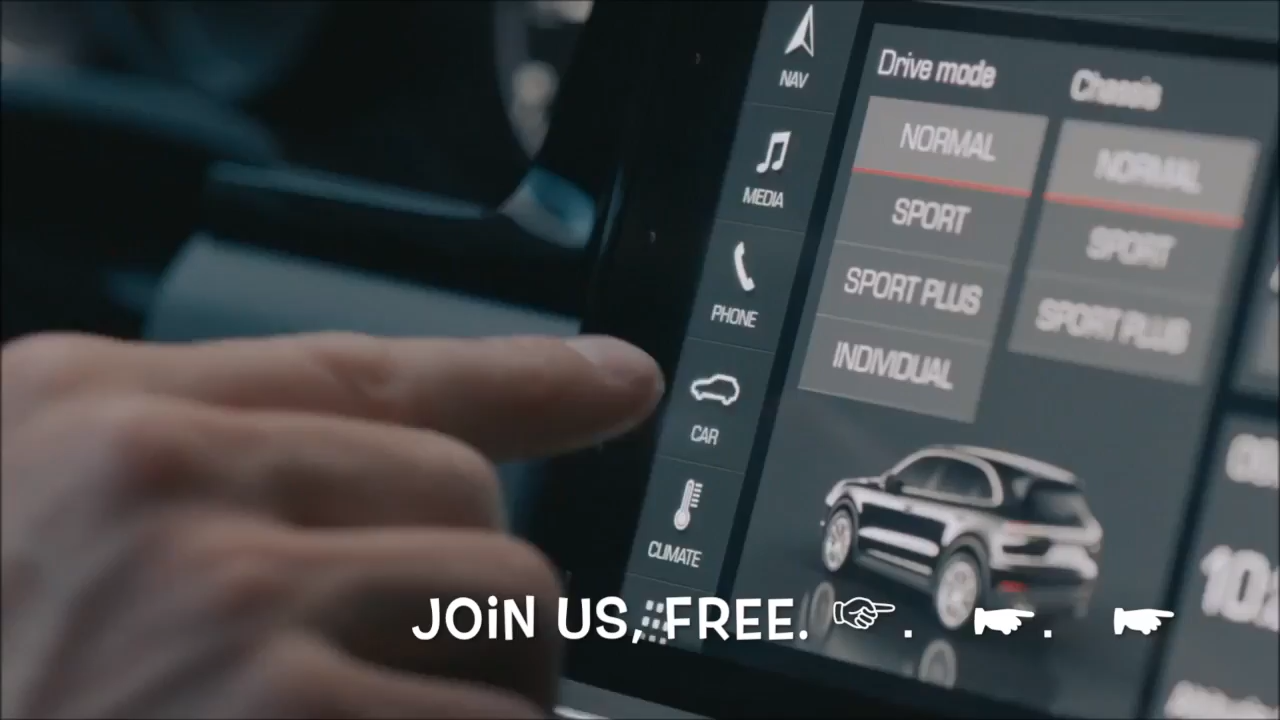 NAV
MEDIA
PHONE
CAR
CLIMATE
Drive mode
NORMAL
SPORT
SPORT PLUS
INDIVIDUAL
Chassis
NORMAL
SPORT
SPORT PLUS
JOiN US, FREE. ☞. ☛. ☛